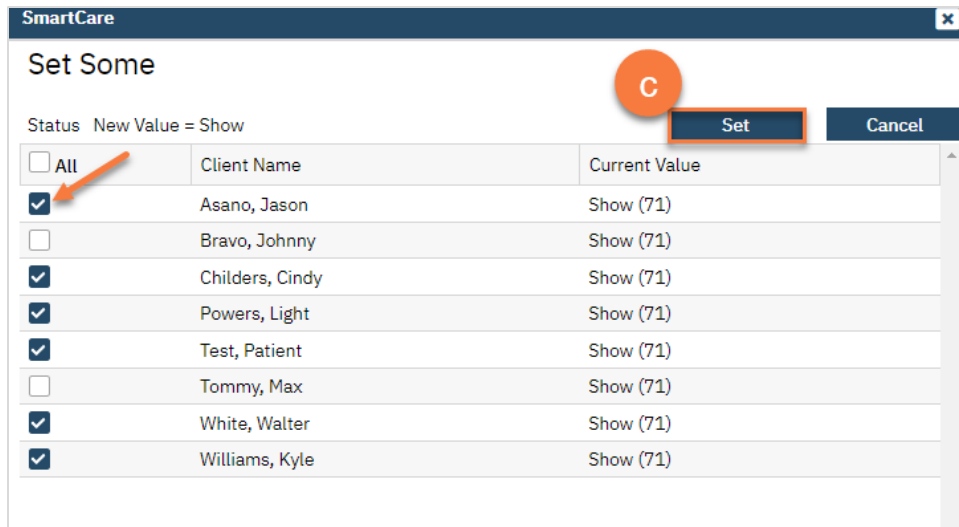 SmartCare
Set Some
C
Status New Value = Show
Set
Cancel
All Client Name Current Value
Asano, Jason Show (71)
Bravo, Johnny Show (71)
Childers, Cindy Show (71)
Powers, Light Show (71)
Test, Patient Show (71)
Tommy, Max Show (71)
White, Walter Show (71)
Williams, Kyle Show (71)